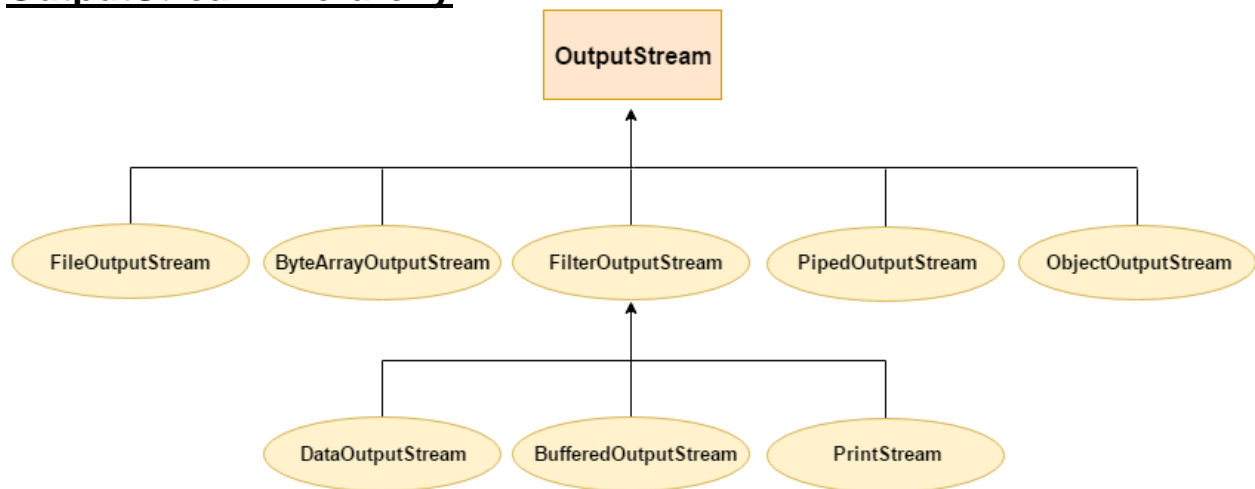 OutputStream
FileOutputStream
ByteArrayOutputStream
FilterOutputStream
PipedOutputStream
ObjectOutputStream
DataOutputStream
BufferedOutputStream
PrintStream